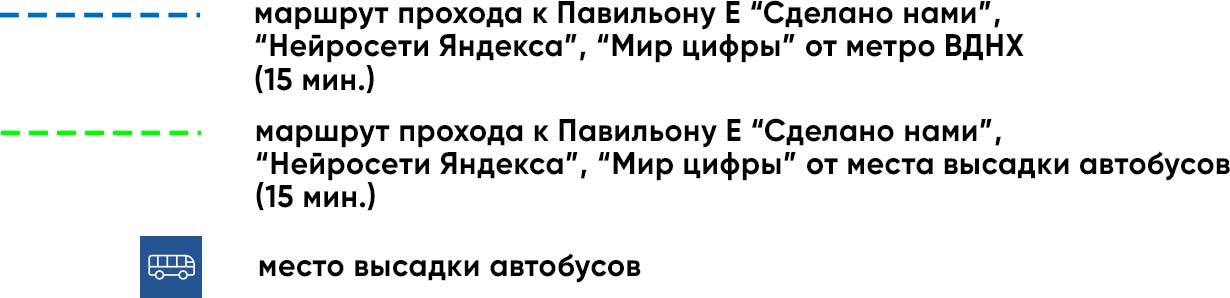 маршрут прохода к Павильону Е “Сделано нами”,
“Нейросети Яндекса”, “Мир цифры” от метро ВДНХ
(15 мин.)
маршрут прохода к Павильону Е “Сделано нами”,
“Нейросети Яндекса”, “Мир цифры” от места высадки автобусов
(15 мин.)
место высадки автобусов